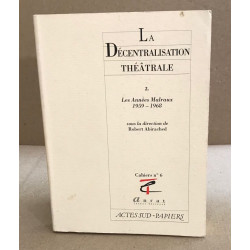 LA
DÉCENTRALISATION
THÉÂTRALE
2.
Les Années Malraux
1959 - 1968
sous la direction de
Robert Abirached
Cahiers n° 6
anrat
ACTES SUD - PAPIERS